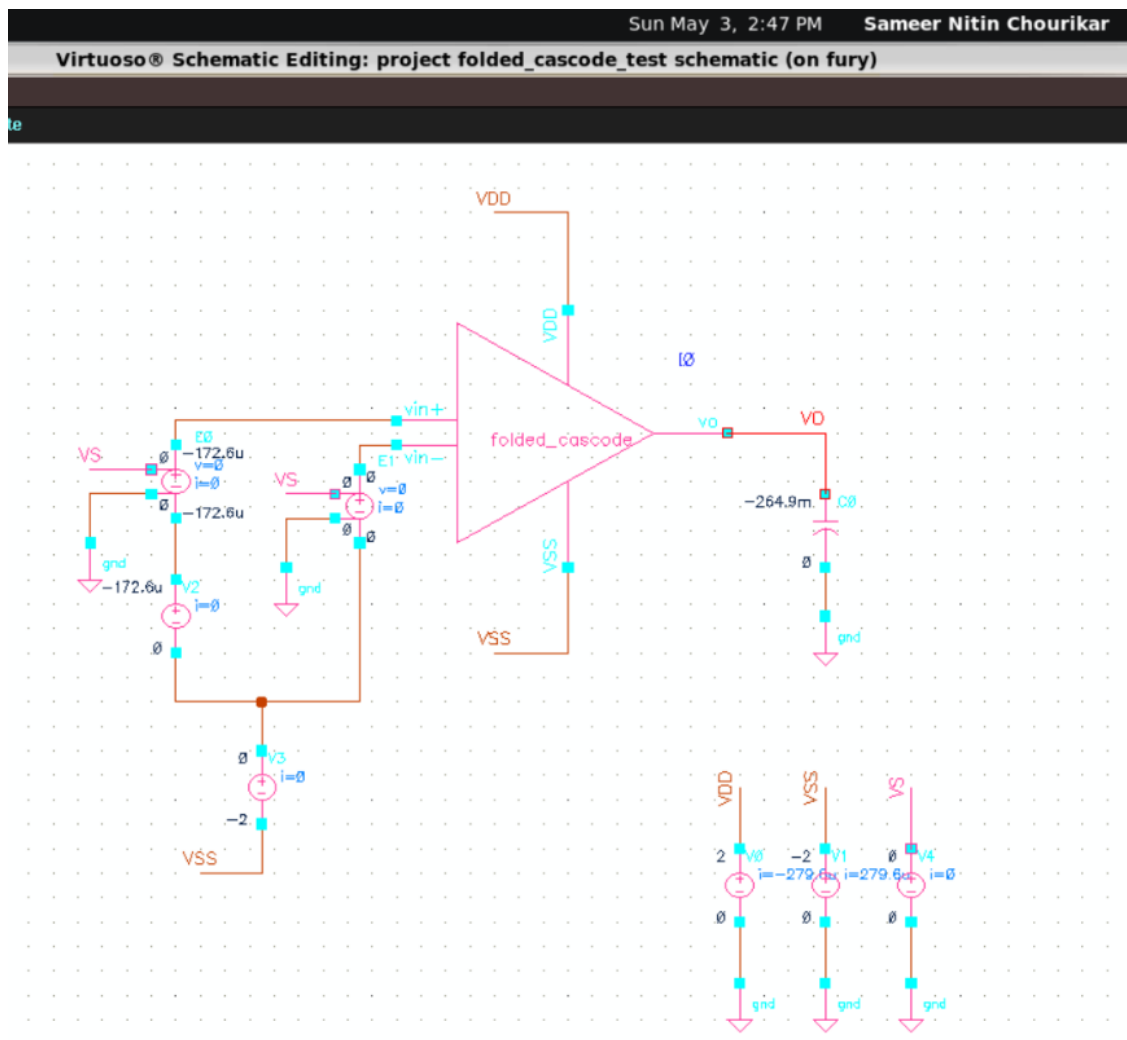 Sun May 3, 2:47 PM Sameer Nitin Chourikar
Virtuoso® Schematic Editing: project folded_cascode_test schematic (on fury)
te
VDD
VDD
I0
vin+
vo
VO
E0
folded_cascode
0
-172.6u
VS
v=0
E1
vin-
i=0
VS
0
0
v=0
-264.9m
C0
i=0
0
-172.6u
0
0
VSS
gnd
0
gnd
-172.6u
V2
i=0
VSS
gnd
0
0
V3
i=0
VDD
VSS
VS
-2
VSS
2
V0
-2
V1
0
V4
i=-279.6u
i=279.6u
i=0
0
0
0
gnd
gnd
gnd